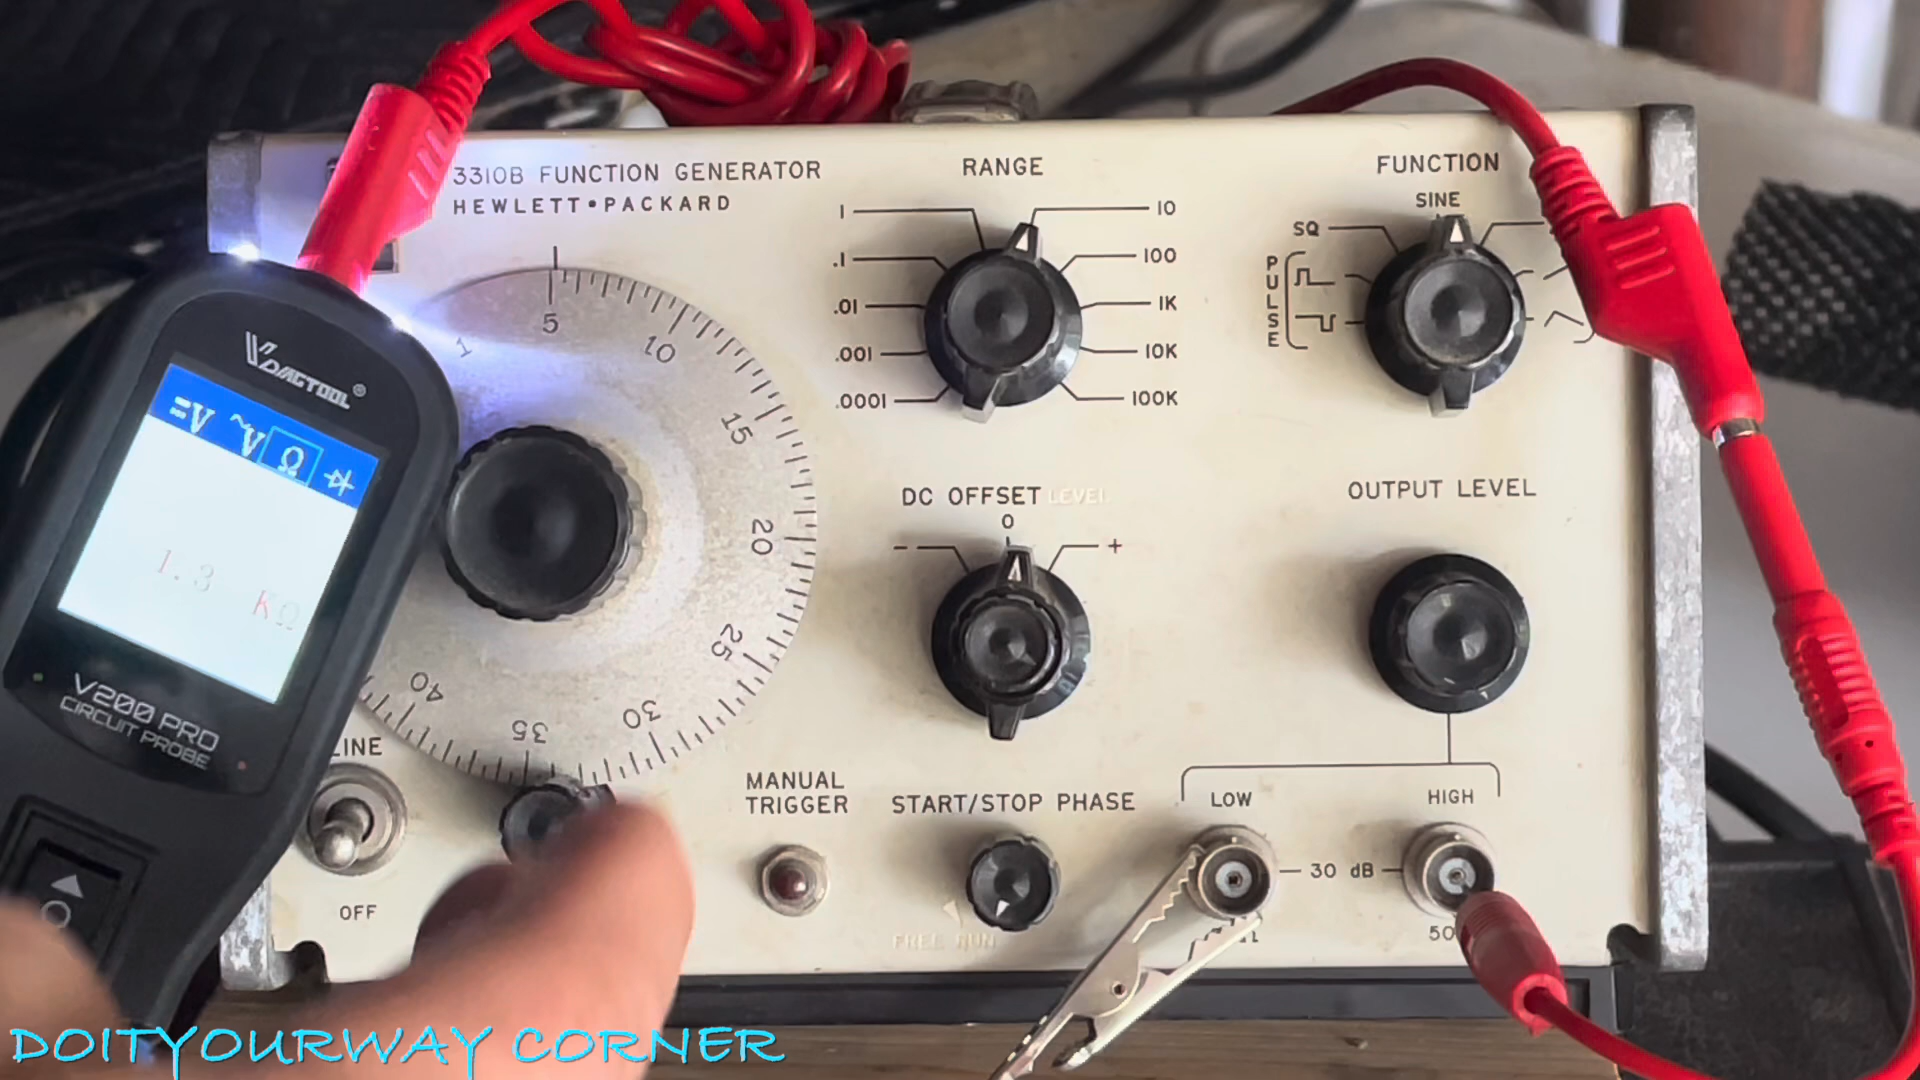 3310B FUNCTION GENERATOR
HEWLETT•PACKARD
RANGE
1
.1
.01
.001
.0001
10
100
1K
10K
100K
FUNCTION
SINE
SQ
PULSE
1
5
10
15
20
25
30
35
40
VDIAGTOOL®
=V ~V Ω
1.3 KΩ
V200 PRO
CIRCUIT PROBE
DC OFFSET LEVEL
0
- +
OUTPUT LEVEL
LINE
OFF
MANUAL
TRIGGER
START/STOP PHASE
FREE RUN
LOW
HIGH
30 dB
50
DOITYOURWAY CORNER